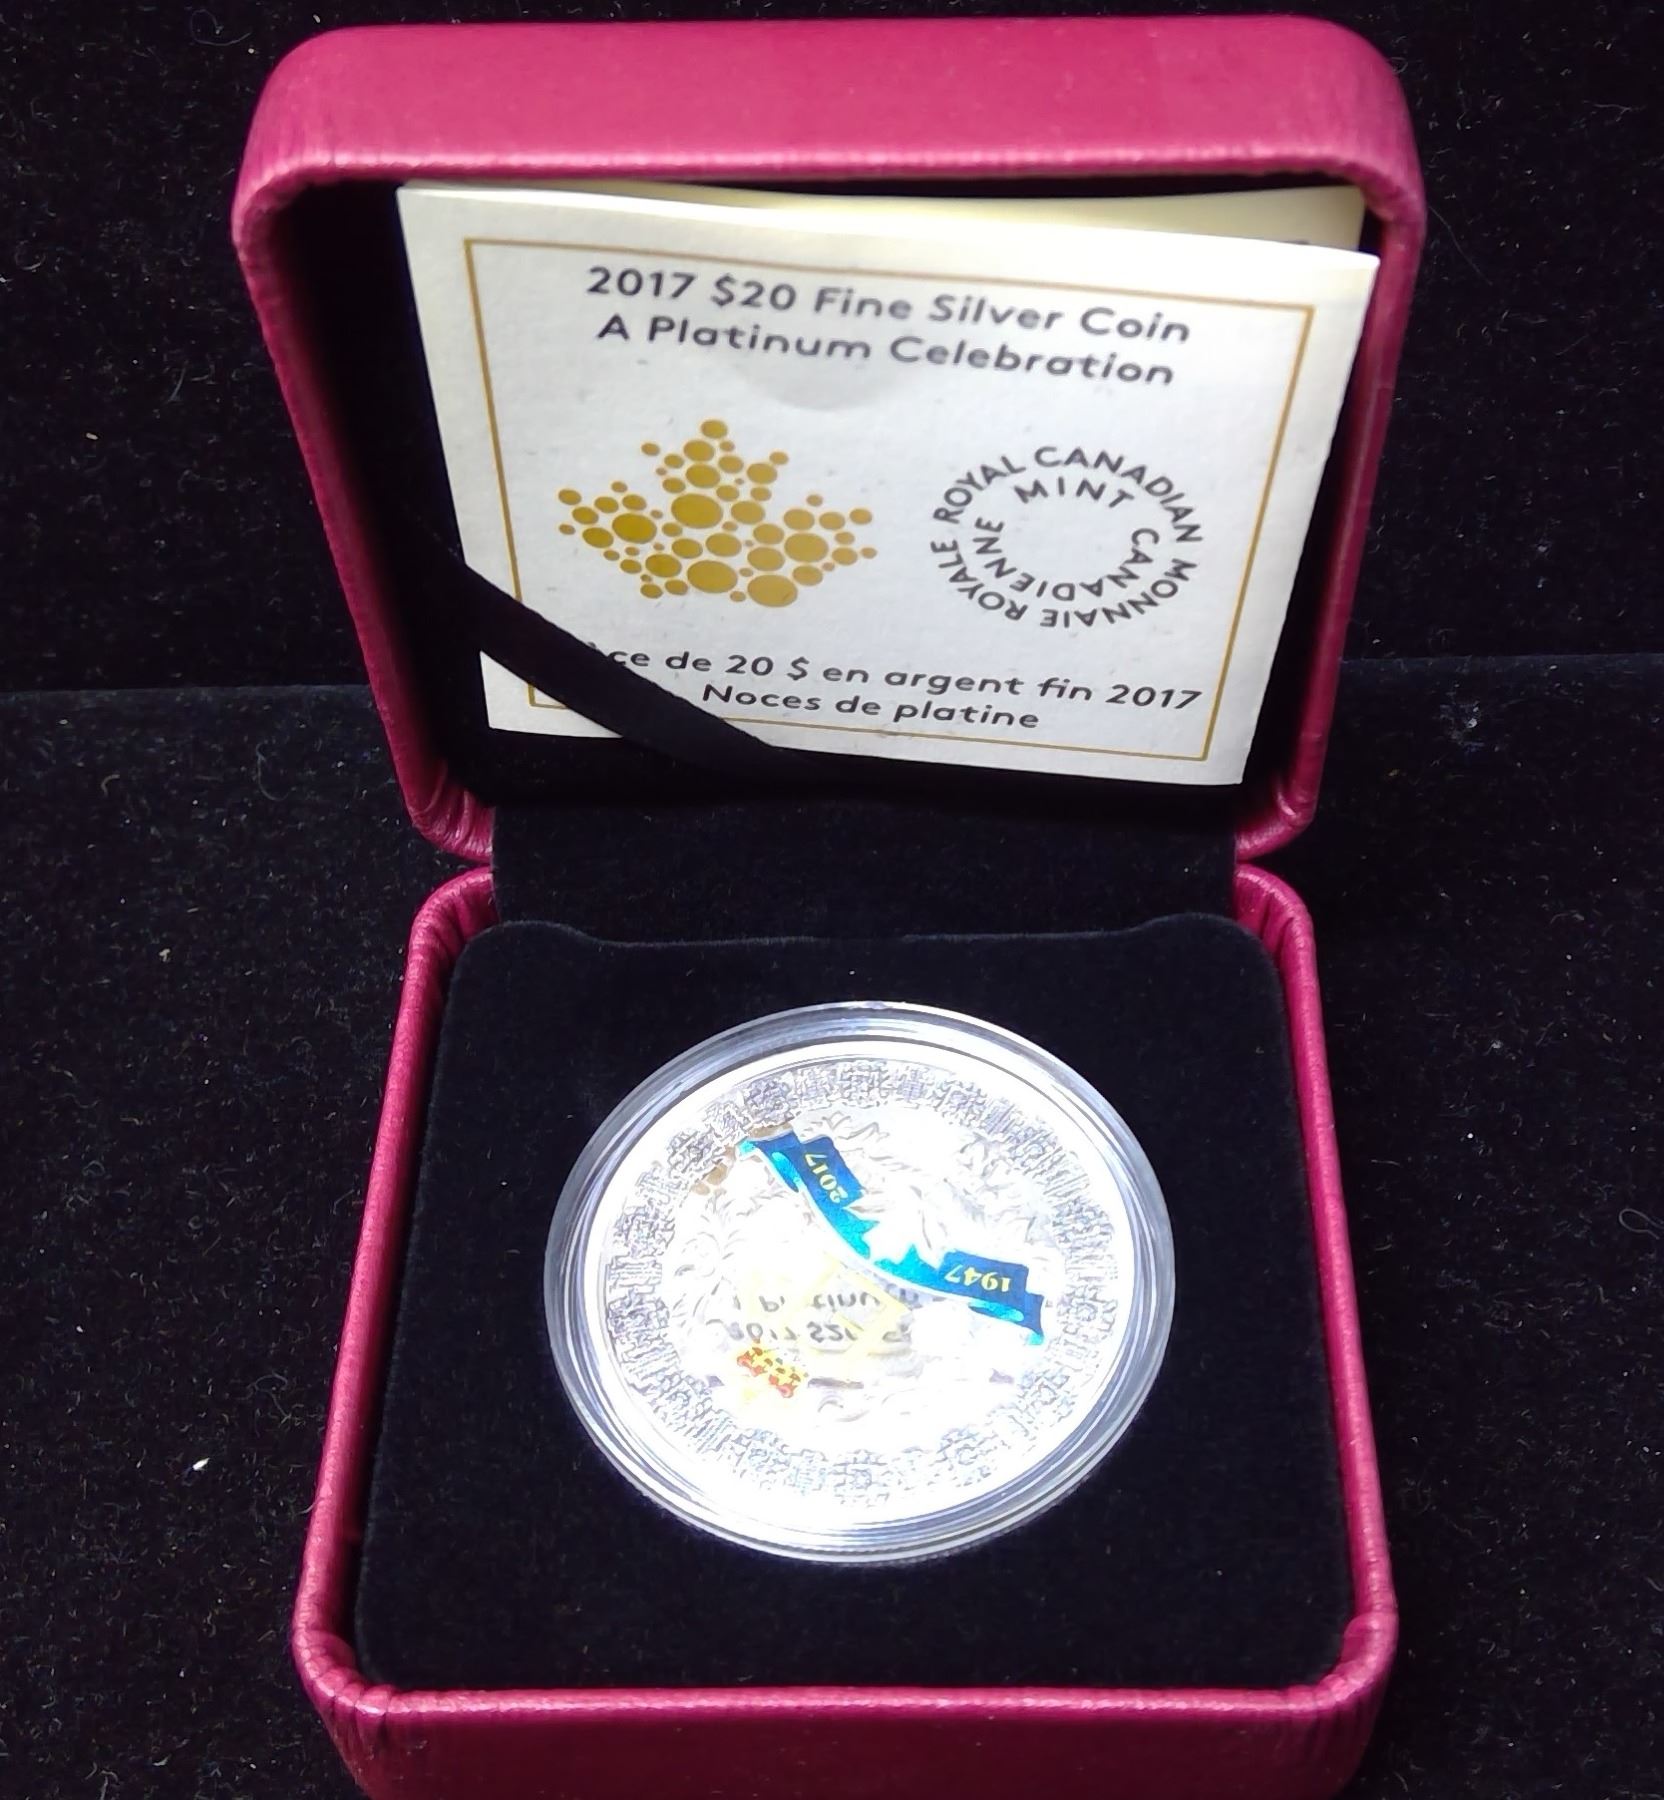 2017 $20 Fine Silver Coin
A Platinum Celebration
ROYAL CANADIAN MINT
MONNAIE ROYALE CANADIENNE
ce de 20 $ en argent fin 2017
Noces de platine
2017
1947